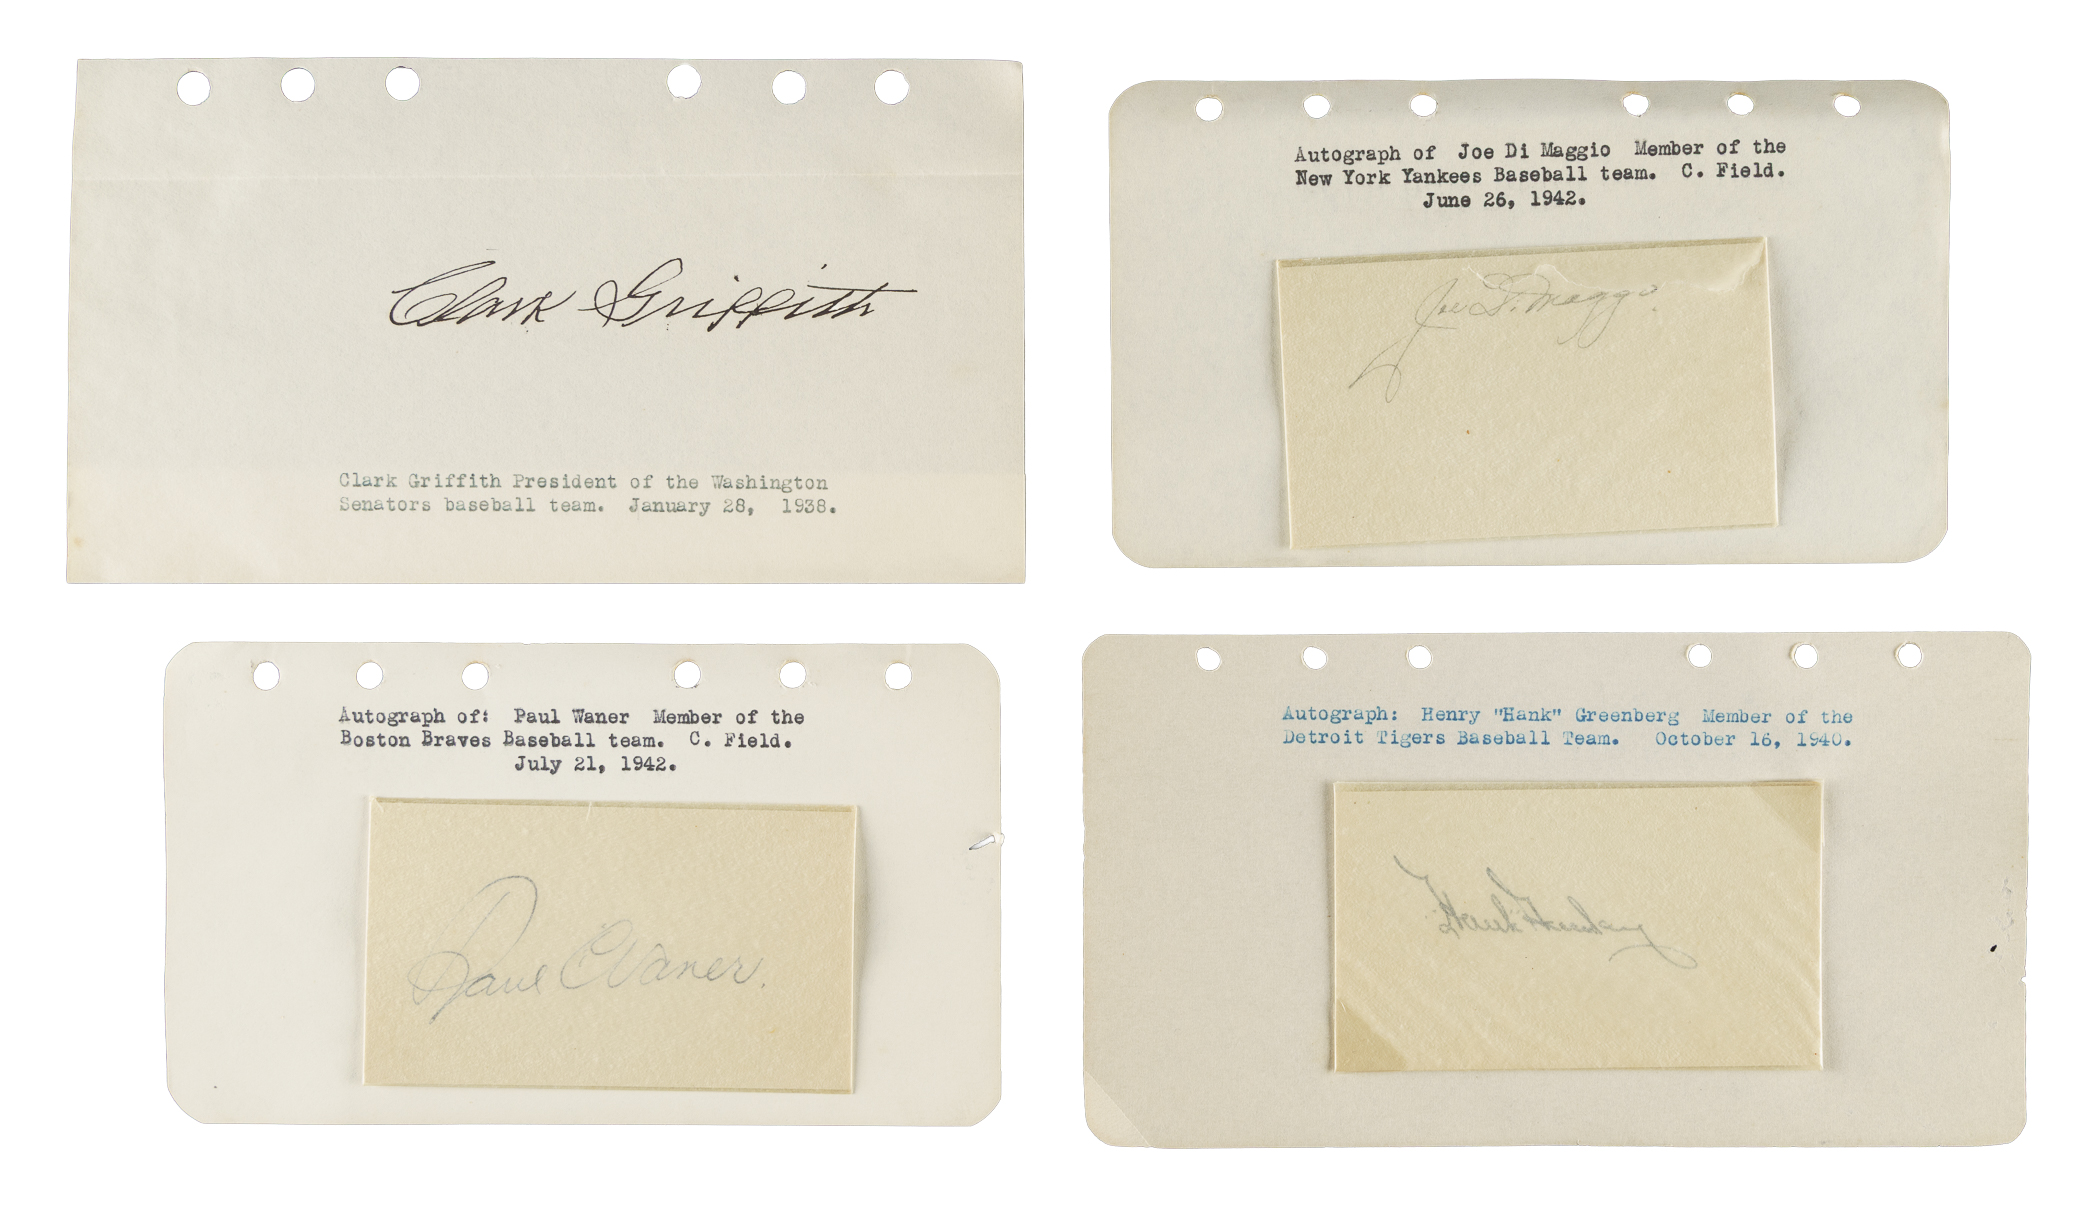 Clark Griffith
Clark Griffith President of the Washington
Senators baseball team. January 28, 1938.
Autograph of Joe Di Maggio Member of the
New York Yankees Baseball team. C. Field.
June 26, 1942.
Joe Di Maggio
Autograph of: Paul Waner Member of the
Boston Braves Baseball team. C. Field.
July 21, 1942.
Paul Waner.
Autograph: Henry "Hank" Greenberg Member of the
Detroit Tigers Baseball Team. October 16, 1940.
Hank Greenberg